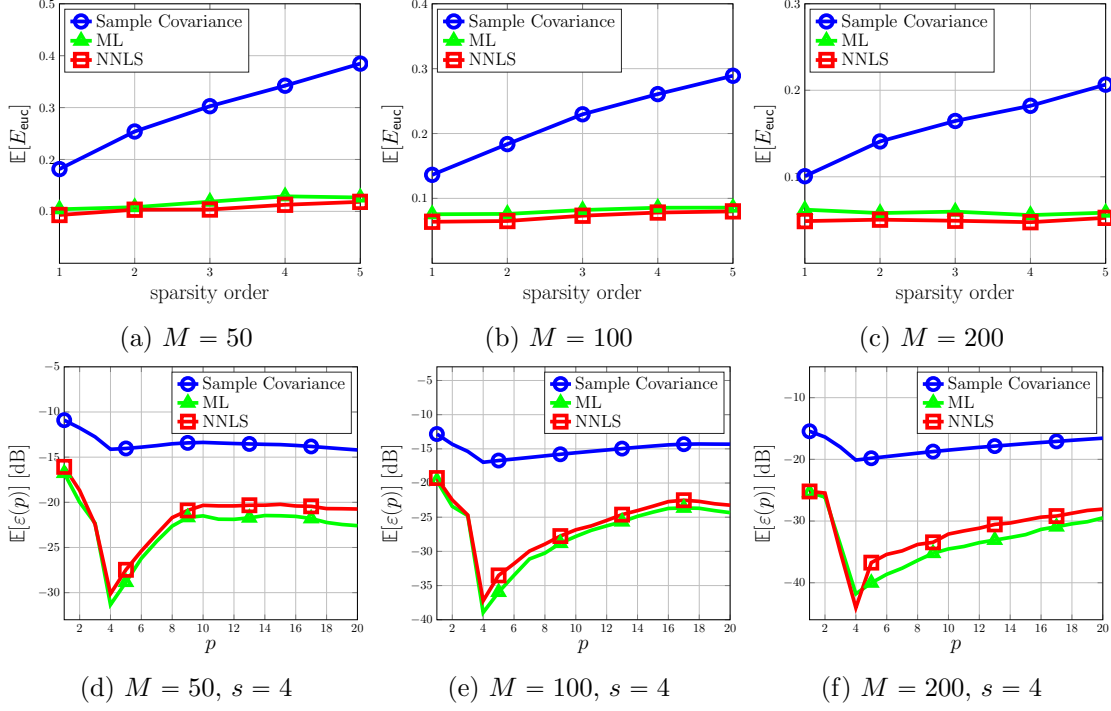 0.5
0.4
0.3
0.2
0.1
1
2
3
4
5
𝔼[E_euc]
sparsity order
Sample Covariance
ML
NNLS
(a) M = 50
0.4
0.3
0.2
0.1
1
2
3
4
5
𝔼[E_euc]
sparsity order
Sample Covariance
ML
NNLS
(b) M = 100
0.3
0.2
0.1
1
2
3
4
5
𝔼[E_euc]
sparsity order
Sample Covariance
ML
NNLS
(c) M = 200
−5
−10
−15
−20
−25
−30
2
4
6
8
10
12
14
16
18
20
𝔼[ε(p)] [dB]
p
Sample Covariance
ML
NNLS
(d) M = 50, s = 4
−5
−10
−15
−20
−25
−30
−35
−40
2
4
6
8
10
12
14
16
18
20
𝔼[ε(p)] [dB]
p
Sample Covariance
ML
NNLS
(e) M = 100, s = 4
−10
−20
−30
−40
2
4
6
8
10
12
14
16
18
20
𝔼[ε(p)] [dB]
p
Sample Covariance
ML
NNLS
(f) M = 200, s = 4